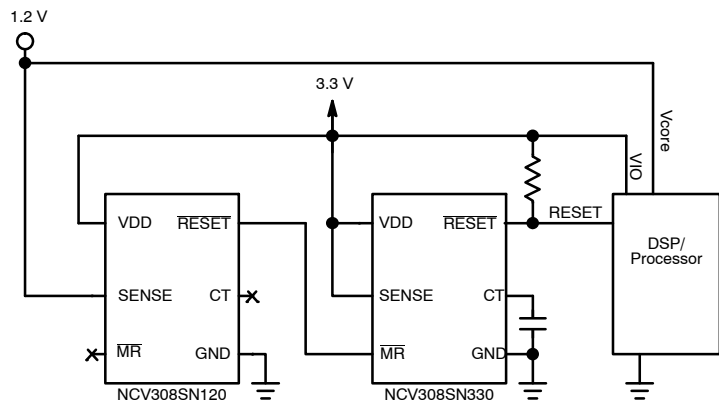 1.2 V
3.3 V
Vcore
VIO
VDD
RESET
SENSE
CT
MR
GND
NCV308SN120
VDD
RESET
SENSE
CT
MR
GND
NCV308SN330
RESET
DSP/
Processor